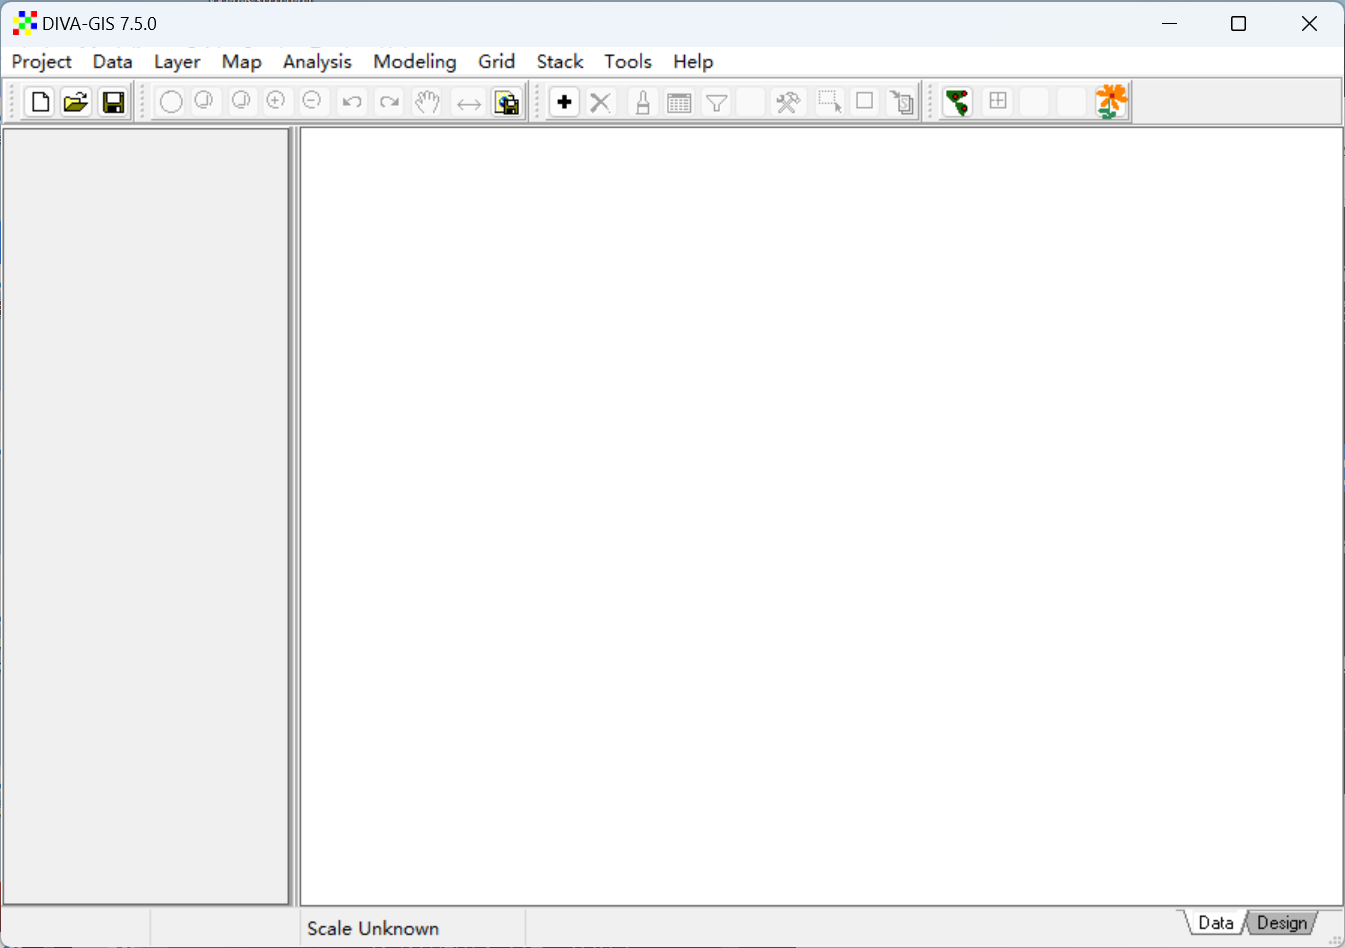 DIVA-GIS 7.5.0
Project Data Layer Map Analysis Modeling Grid Stack Tools Help
Scale Unknown
Data Design